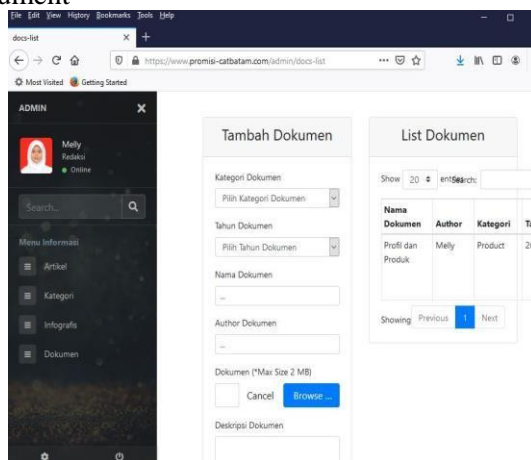 ument
File Edit View History Bookmarks Tools Help
docs-list
https://www.promisi-catbatam.com/admin/docs-list
Most Visited Getting Started
ADMIN
Melly
Redaksi
Online
Search...
Menu Informasi
Artikel
Kategori
Infografis
Dokumen
Tambah Dokumen
Kategori Dokumen
Pilih Kategori Dokumen
Tahun Dokumen
Pilih Tahun Dokumen
Nama Dokumen
...
Author Dokumen
...
Dokumen (*Max Size 2 MB)
Cancel Browse ...
Deskripsi Dokumen
List Dokumen
Show 20 entries Search:
Nama Dokumen Author Kategori
Profil dan Produk Melly Product
Showing Previous 1 Next